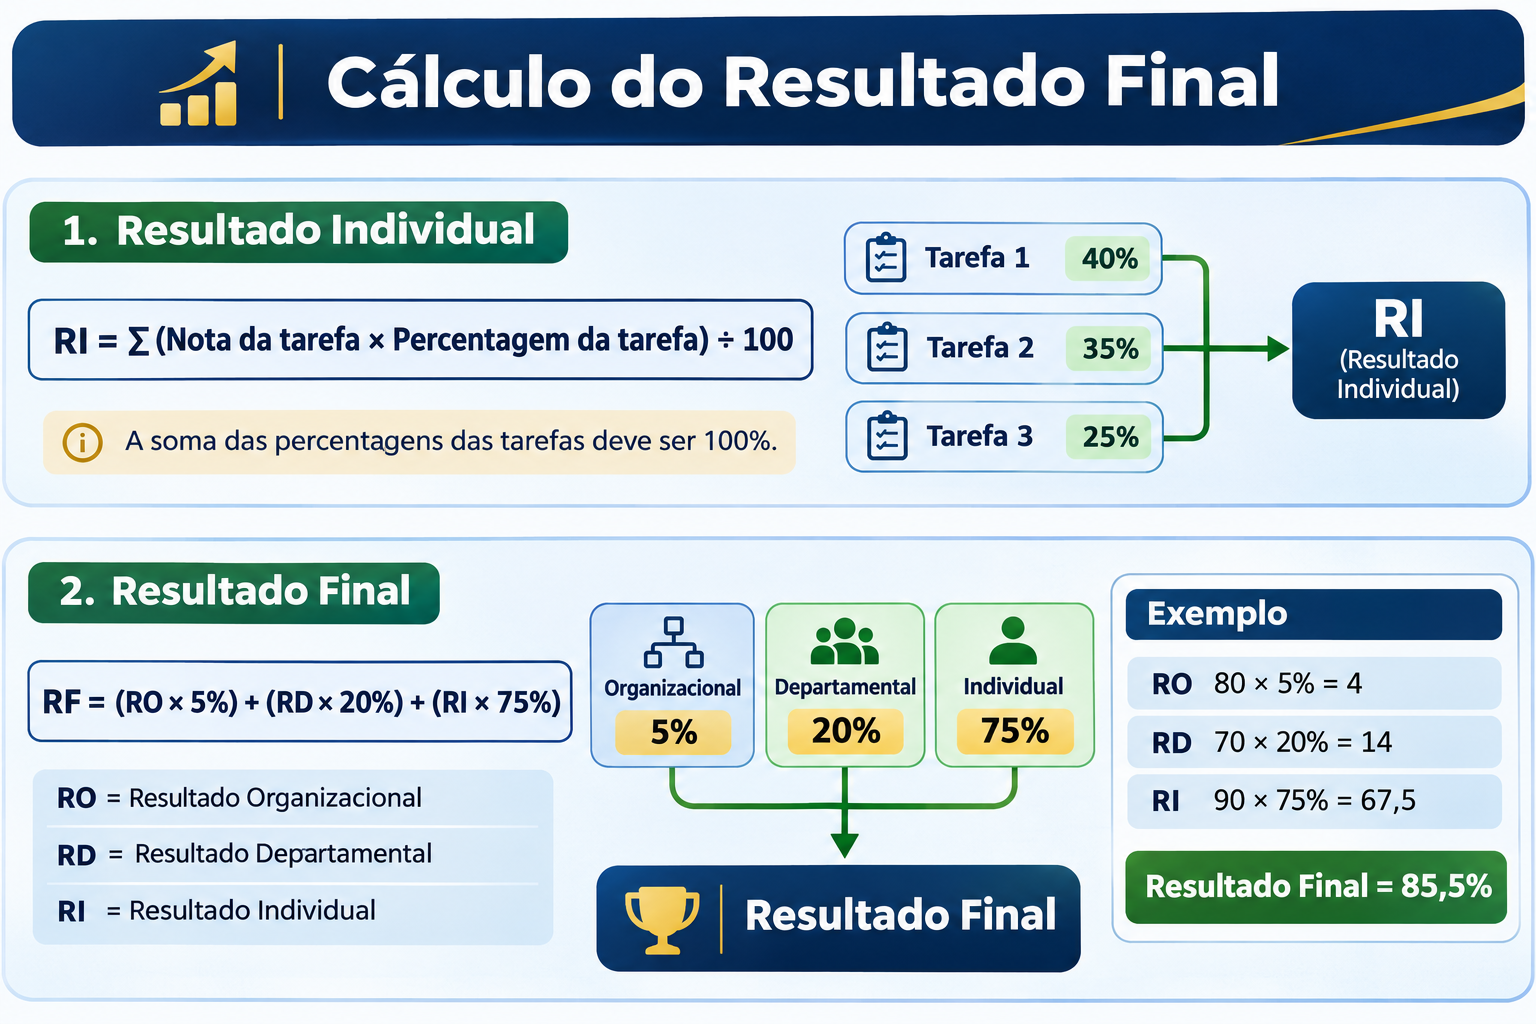 Cálculo do Resultado Final
1. Resultado Individual
RI = ∑ (Nota da tarefa × Percentagem da tarefa) ÷ 100
A soma das percentagens das tarefas deve ser 100%.
Tarefa 1 40%
Tarefa 2 35%
Tarefa 3 25%
RI
(Resultado
Individual)
2. Resultado Final
RF = (RO × 5%) + (RD × 20%) + (RI × 75%)
RO = Resultado Organizacional
RD = Resultado Departamental
RI = Resultado Individual
Organizacional
5%
Departamental
20%
Individual
75%
Resultado Final
Exemplo
RO 80 × 5% = 4
RD 70 × 20% = 14
RI 90 × 75% = 67,5
Resultado Final = 85,5%